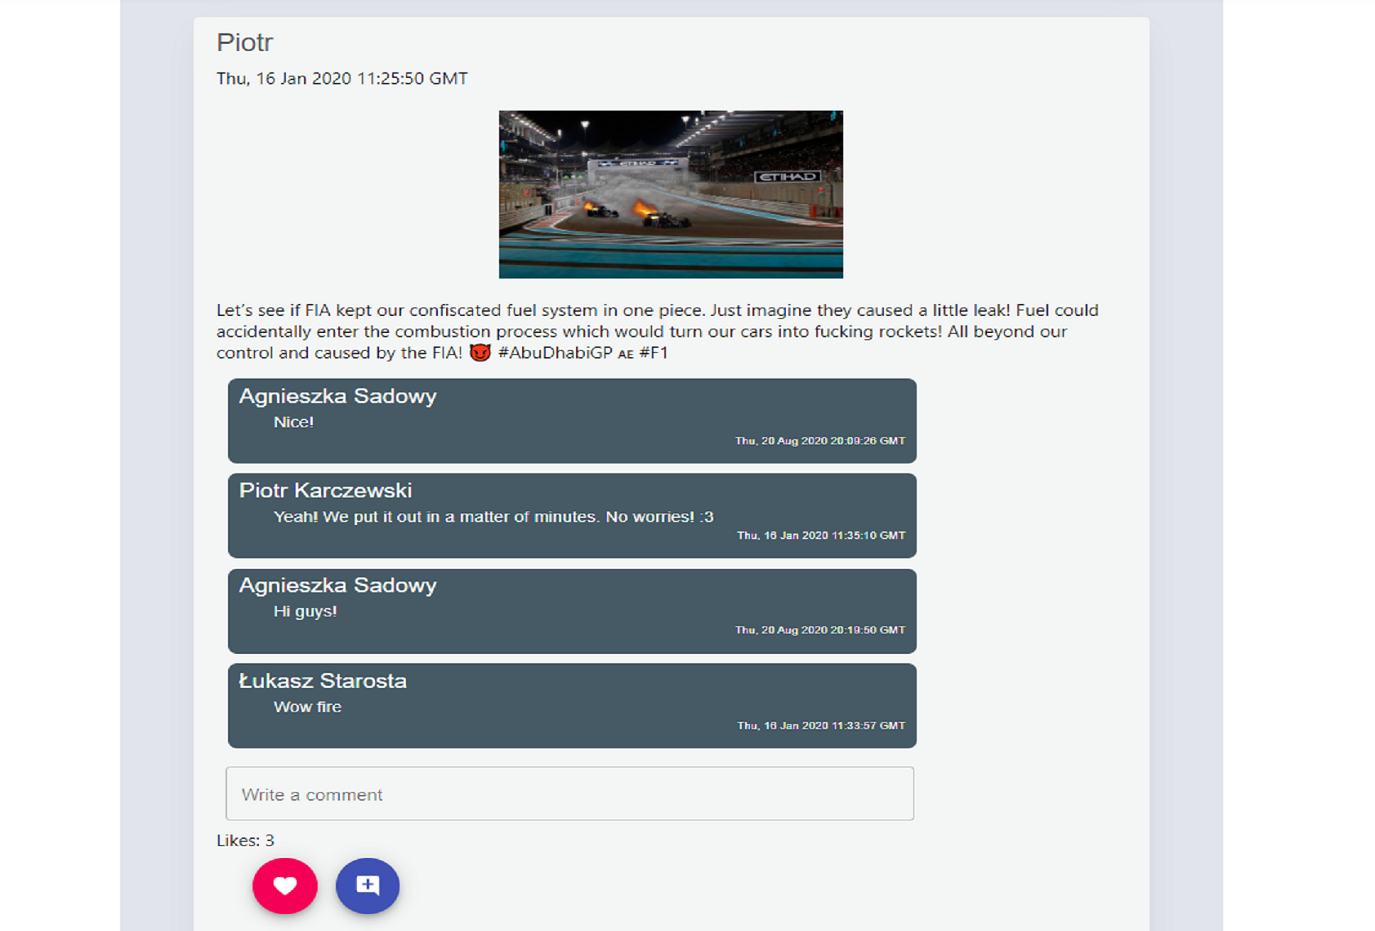 Piotr
Thu, 16 Jan 2020 11:25:50 GMT
ETIHAD
ETIHAD
Let’s see if FIA kept our confiscated fuel system in one piece. Just imagine they caused a little leak! Fuel could
accidentally enter the combustion process which would turn our cars into fucking rockets! All beyond our
control and caused by the FIA! 😈 #AbuDhabiGP ᴀᴇ #F1
Agnieszka Sadowy
Nice!
Thu, 20 Aug 2020 20:09:26 GMT
Piotr Karczewski
Yeah! We put it out in a matter of minutes. No worries! :3
Thu, 16 Jan 2020 11:35:10 GMT
Agnieszka Sadowy
Hi guys!
Thu, 20 Aug 2020 20:19:50 GMT
Łukasz Starosta
Wow fire
Thu, 16 Jan 2020 11:33:57 GMT
Write a comment
Likes: 3